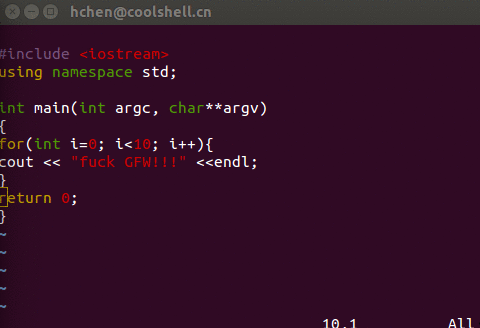 hchen@coolshell.cn
#include <iostream>
using namespace std;
int main(int argc, char**argv)
{
for(int i=0; i<10; i++){
cout << "fuck GFW!!!" <<endl;
}
return 0;
}
~
~
~
~
~
10,1 All